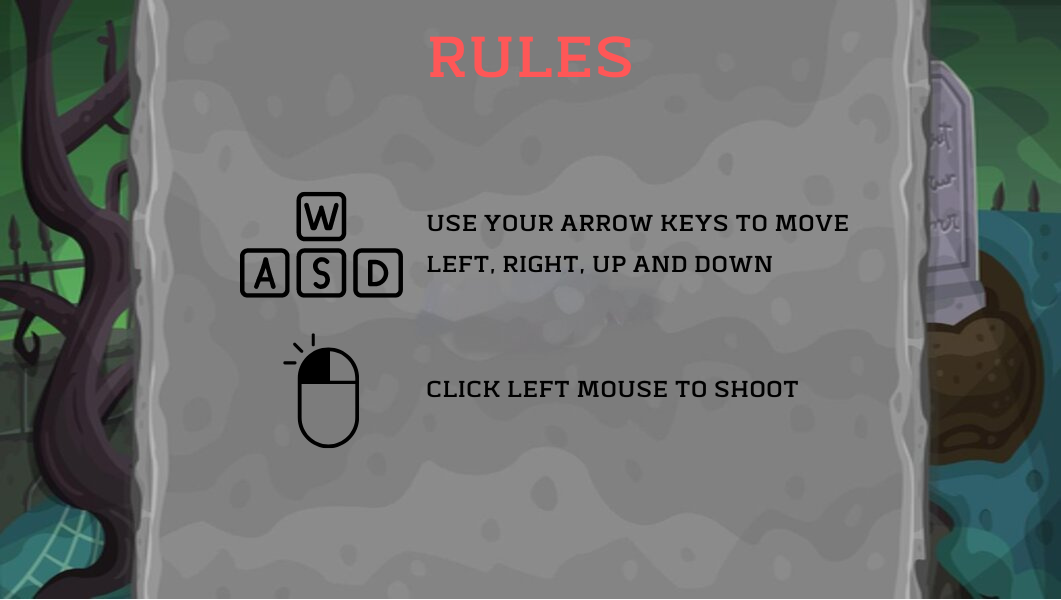 RULES
W
A S D
USE YOUR ARROW KEYS TO MOVE
LEFT, RIGHT, UP AND DOWN
CLICK LEFT MOUSE TO SHOOT